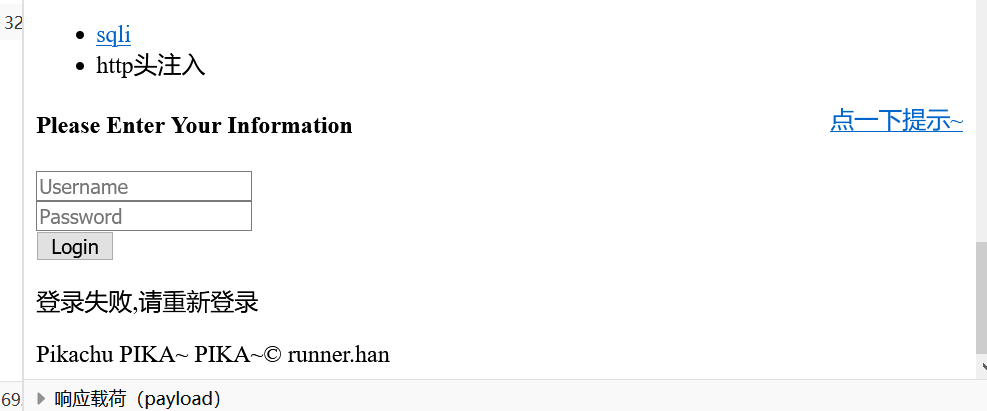 32
sqli
http头注入
Please Enter Your Information
点一下提示~
Username
Password
Login
登录失败,请重新登录
Pikachu PIKA~ PIKA~© runner.han
69
响应载荷（payload）